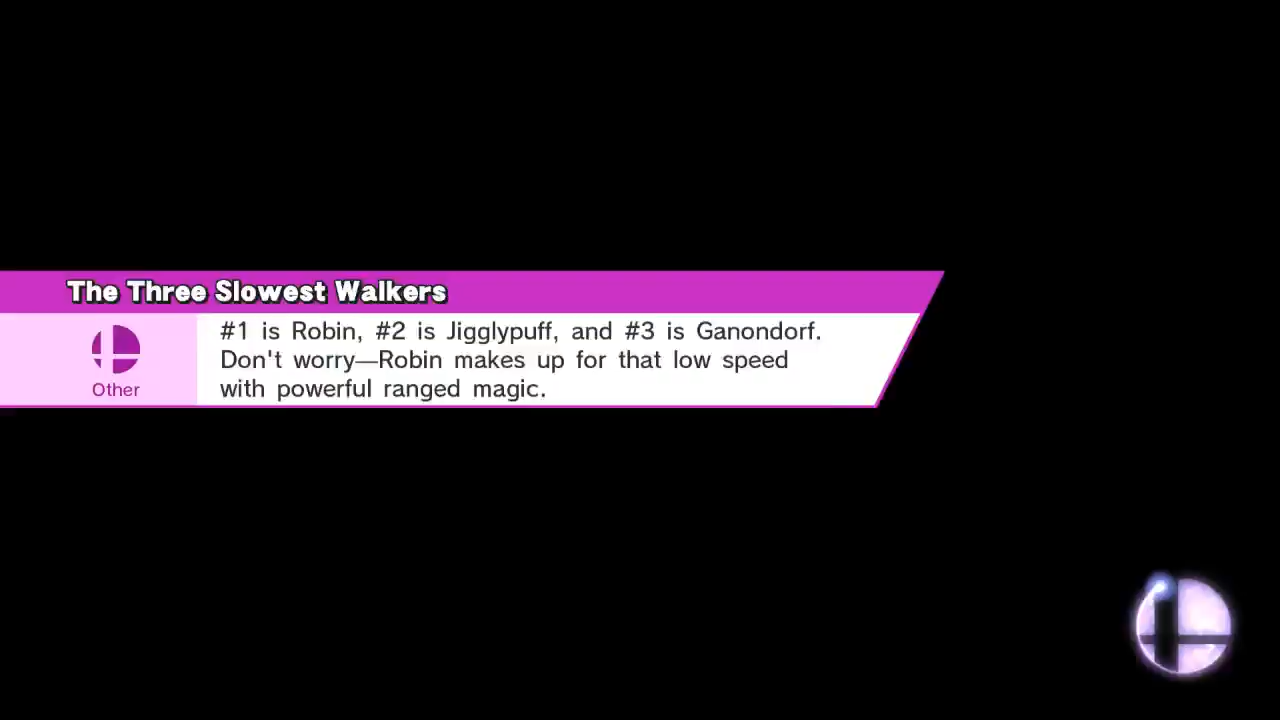 The Three Slowest Walkers
#1 is Robin, #2 is Jigglypuff, and #3 is Ganondorf.
Don't worry—Robin makes up for that low speed
with powerful ranged magic.
Other